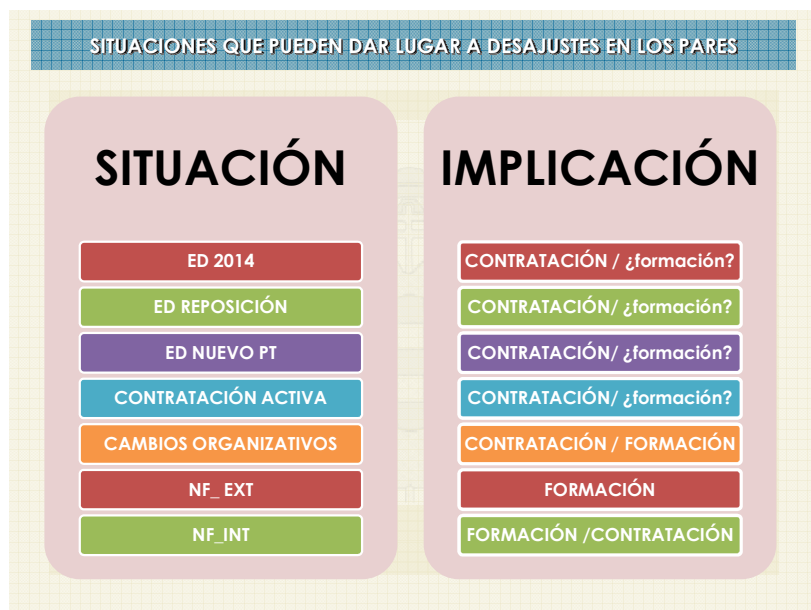 SITUACIONES QUE PUEDEN DAR LUGAR A DESAJUSTES EN LOS PARES
SITUACIÓN
ED 2014
ED REPOSICIÓN
ED NUEVO PT
CONTRATACIÓN ACTIVA
CAMBIOS ORGANIZATIVOS
NF_ EXT
NF_INT
IMPLICACIÓN
CONTRATACIÓN / ¿formación?
CONTRATACIÓN/ ¿formación?
CONTRATACIÓN/ ¿formación?
CONTRATACIÓN/ ¿formación?
CONTRATACIÓN / FORMACIÓN
FORMACIÓN
FORMACIÓN /CONTRATACIÓN